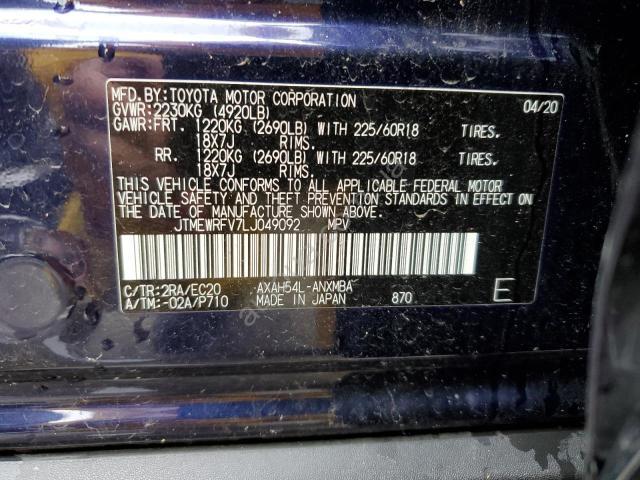 MFD. BY: TOYOTA MOTOR CORPORATION 04/20
GVWR: 2230KG (4920LB)
GAWR: FRT. 1220KG (2690LB) WITH 225/60R18 TIRES.
18X7J RIMS.
RR. 1220KG (2690LB) WITH 225/60R18 TIRES.
18X7J RIMS.
THIS VEHICLE CONFORMS TO ALL APPLICABLE FEDERAL MOTOR
VEHICLE SAFETY & THEFT PREVENTION STANDARDS IN EFFECT ON
THE DATE OF MANUFACTURE SHOWN ABOVE.
JTMEWRFV7LJ049092 MPV
C/TR: 2RA/EC20 AXAH54L-ANXMBA
A/TM: -02A/P710 MADE IN JAPAN 870 E